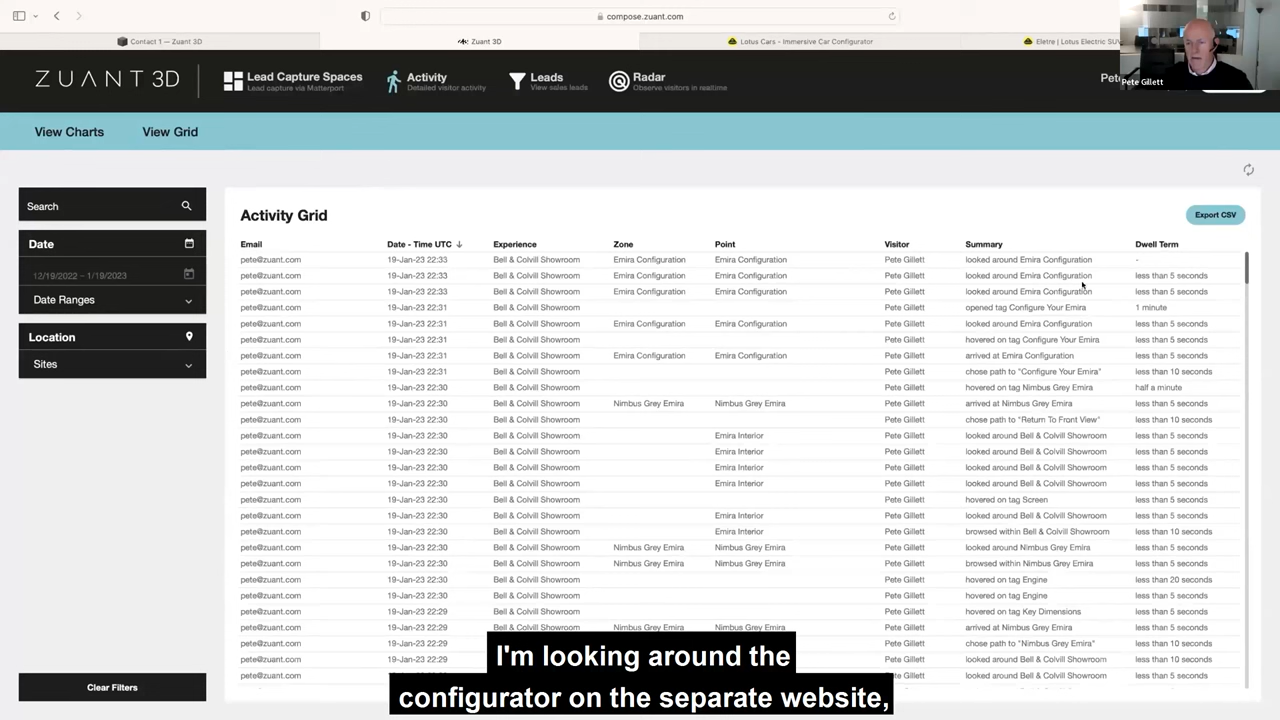 compose.zuant.com
Contact 1 — Zuant 3D
Zuant 3D
Lotus Cars - Immersive Car Configurator
Eletre | Lotus Electric SUV
ZUANT 3D
Lead Capture Spaces
Lead capture via Matterport
Activity
Detailed visitor activity
Leads
View sales leads
Radar
Observe visitors in realtime
Pete Gillett
View Charts
View Grid
Search
Date
12/19/2022 – 1/19/2023
Date Ranges
Location
Sites
Clear Filters
Activity Grid
Export CSV
Email Date - Time UTC ↓ Experience Zone Point Visitor Summary Dwell Term
pete@zuant.com 19-Jan-23 22:33 Bell & Colvill Showroom Emira Configuration Emira Configuration Pete Gillett looked around Emira Configuration -
pete@zuant.com 19-Jan-23 22:33 Bell & Colvill Showroom Emira Configuration Emira Configuration Pete Gillett looked around Emira Configuration less than 5 seconds
pete@zuant.com 19-Jan-23 22:33 Bell & Colvill Showroom Emira Configuration Emira Configuration Pete Gillett looked around Emira Configuration less than 5 seconds
pete@zuant.com 19-Jan-23 22:31 Bell & Colvill Showroom Pete Gillett opened tag Configure Your Emira 1 minute
pete@zuant.com 19-Jan-23 22:31 Bell & Colvill Showroom Emira Configuration Emira Configuration Pete Gillett looked around Emira Configuration less than 5 seconds
pete@zuant.com 19-Jan-23 22:31 Bell & Colvill Showroom Pete Gillett hovered on tag Configure Your Emira less than 5 seconds
pete@zuant.com 19-Jan-23 22:31 Bell & Colvill Showroom Emira Configuration Emira Configuration Pete Gillett arrived at Emira Configuration less than 5 seconds
pete@zuant.com 19-Jan-23 22:31 Bell & Colvill Showroom Pete Gillett chose path to "Configure Your Emira" less than 10 seconds
pete@zuant.com 19-Jan-23 22:30 Bell & Colvill Showroom Pete Gillett hovered on tag Nimbus Grey Emira half a minute
pete@zuant.com 19-Jan-23 22:30 Bell & Colvill Showroom Nimbus Grey Emira Nimbus Grey Emira Pete Gillett arrived at Nimbus Grey Emira less than 5 seconds
pete@zuant.com 19-Jan-23 22:30 Bell & Colvill Showroom Pete Gillett chose path to "Return To Front View" less than 10 seconds
pete@zuant.com 19-Jan-23 22:30 Bell & Colvill Showroom Emira Interior Pete Gillett looked around Bell & Colvill Showroom less than 5 seconds
pete@zuant.com 19-Jan-23 22:30 Bell & Colvill Showroom Emira Interior Pete Gillett looked around Bell & Colvill Showroom less than 5 seconds
pete@zuant.com 19-Jan-23 22:30 Bell & Colvill Showroom Emira Interior Pete Gillett looked around Bell & Colvill Showroom less than 5 seconds
pete@zuant.com 19-Jan-23 22:30 Bell & Colvill Showroom Emira Interior Pete Gillett looked around Bell & Colvill Showroom less than 5 seconds
pete@zuant.com 19-Jan-23 22:30 Bell & Colvill Showroom Pete Gillett hovered on tag Screen less than 5 seconds
pete@zuant.com 19-Jan-23 22:30 Bell & Colvill Showroom Emira Interior Pete Gillett looked around Bell & Colvill Showroom less than 5 seconds
pete@zuant.com 19-Jan-23 22:30 Bell & Colvill Showroom Emira Interior Pete Gillett browsed within Bell & Colvill Showroom less than 10 seconds
pete@zuant.com 19-Jan-23 22:30 Bell & Colvill Showroom Nimbus Grey Emira Nimbus Grey Emira Pete Gillett looked around Nimbus Grey Emira less than 5 seconds
pete@zuant.com 19-Jan-23 22:30 Bell & Colvill Showroom Nimbus Grey Emira Nimbus Grey Emira Pete Gillett browsed within Nimbus Grey Emira less than 5 seconds
pete@zuant.com 19-Jan-23 22:30 Bell & Colvill Showroom Pete Gillett hovered on tag Engine less than 20 seconds
pete@zuant.com 19-Jan-23 22:30 Bell & Colvill Showroom Pete Gillett hovered on tag Engine less than 5 seconds
pete@zuant.com 19-Jan-23 22:29 Bell & Colvill Showroom Pete Gillett hovered on tag Key Dimensions less than 5 seconds
pete@zuant.com 19-Jan-23 22:29 Nimbus Grey Emira Nimbus Grey Emira Pete Gillett arrived at Nimbus Grey Emira less than 5 seconds
pete@zuant.com 19-Jan-23 22:29 Pete Gillett chose path to "Nimbus Grey Emira" less than 10 seconds
pete@zuant.com 19-Jan-23 22:29 Pete Gillett looked around Bell & Colvill Showroom less than 5 seconds
I'm looking around the
configurator on the separate website,